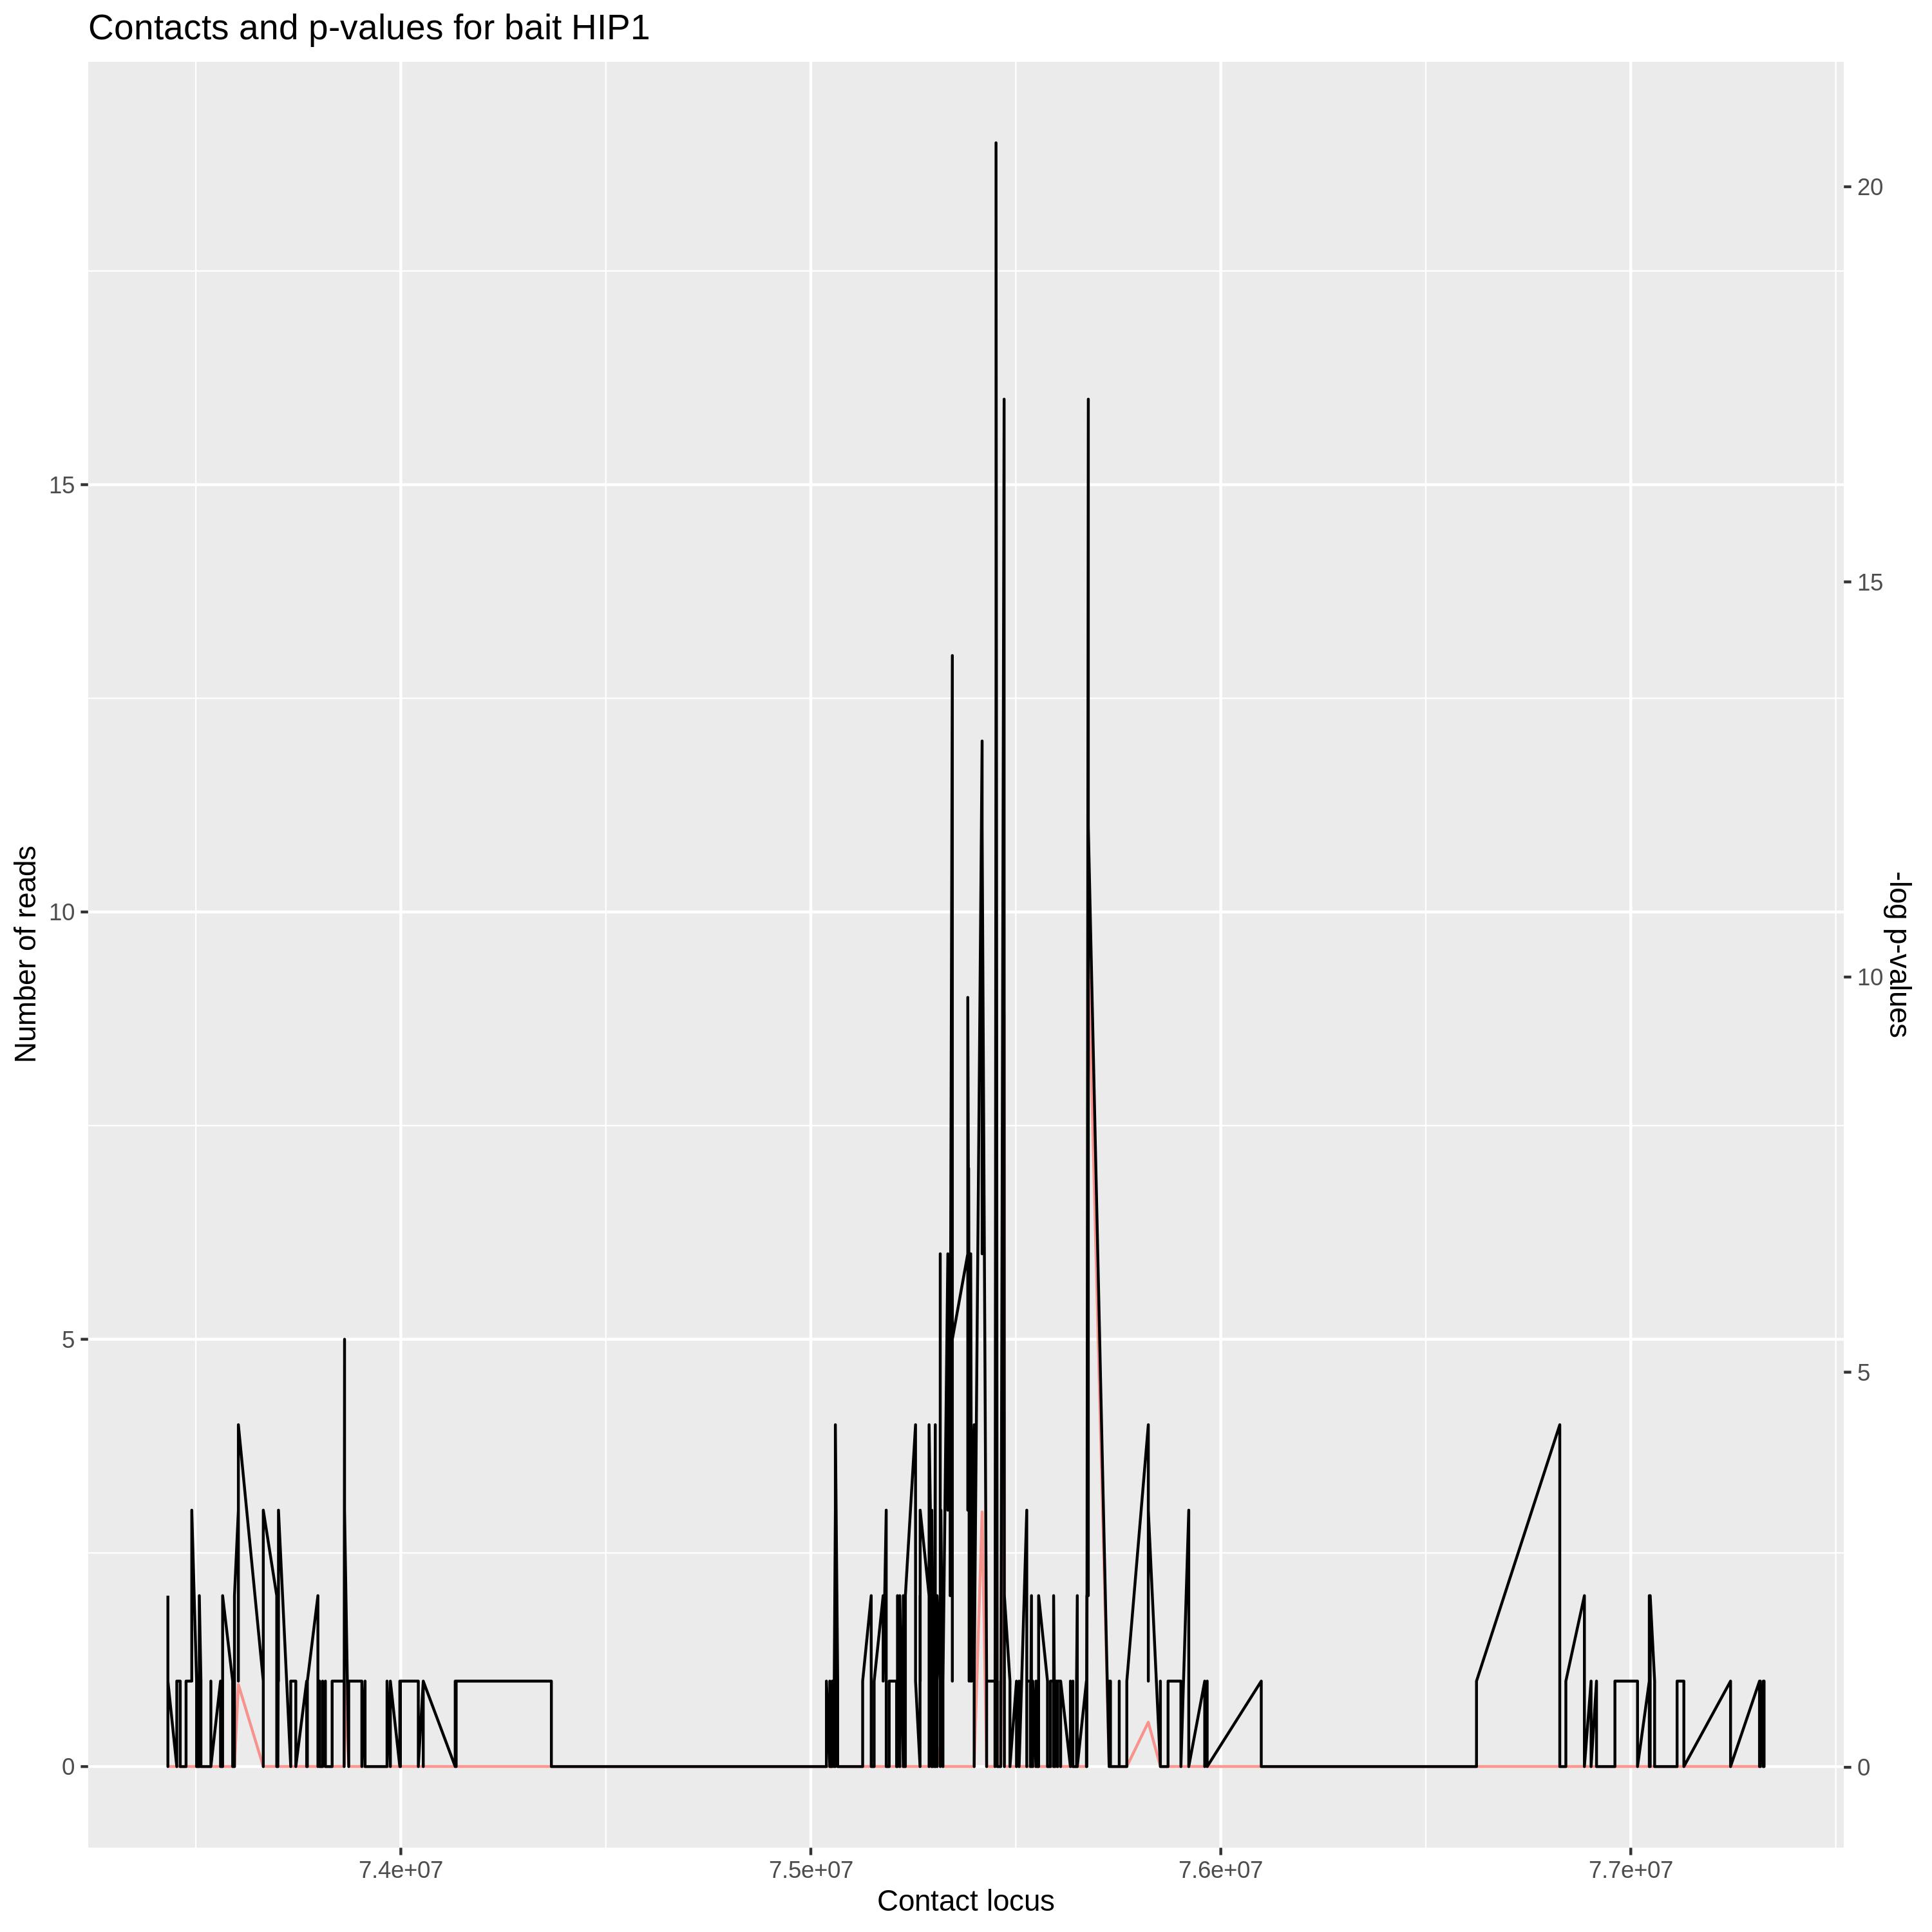 Contacts and p-values for bait HIP1
Number of reads
15
10
5
0
20
15
10
5
0
-log p-values
7.4e+07
7.5e+07
7.6e+07
7.7e+07
Contact locus